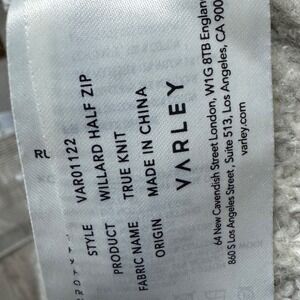 STYLE VAR01122
PRODUCT WILLARD HALF ZIP
FABRIC NAME TRUE KNIT
ORIGIN MADE IN CHINA
VARLEY
64 New Cavendish Street London, W1G 8TB England
860 S Los Angeles Street, Suite 513, Los Angeles, CA 900
varley.com